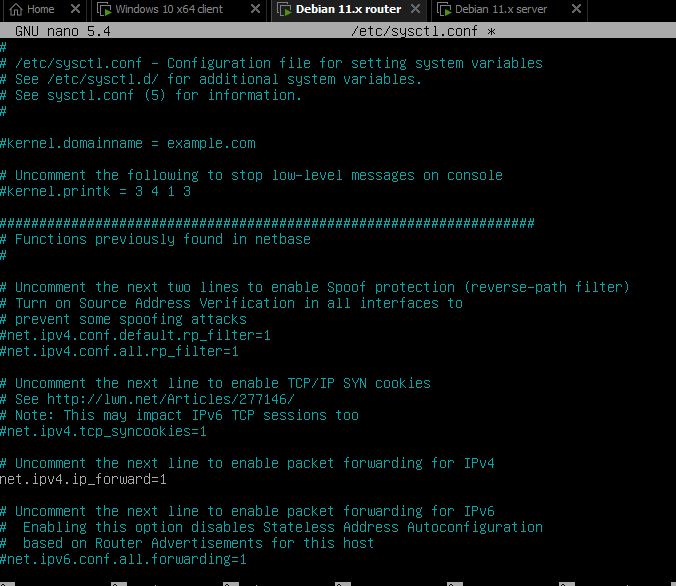 Home × Windows 10 x64 client × Debian 11.x router × Debian 11.x server ×
GNU nano 5.4 /etc/sysctl.conf *
#
# /etc/sysctl.conf - Configuration file for setting system variables
# See /etc/sysctl.d/ for additional system variables.
# See sysctl.conf (5) for information.
#
#kernel.domainname = example.com
# Uncomment the following to stop low-level messages on console
#kernel.printk = 3 4 1 3
###################################################################
# Functions previously found in netbase
#
# Uncomment the next two lines to enable Spoof protection (reverse-path filter)
# Turn on Source Address Verification in all interfaces to
# prevent some spoofing attacks
#net.ipv4.conf.default.rp_filter=1
#net.ipv4.conf.all.rp_filter=1
# Uncomment the next line to enable TCP/IP SYN cookies
# See http://lwn.net/Articles/277146/
# Note: This may impact IPv6 TCP sessions too
#net.ipv4.tcp_syncookies=1
# Uncomment the next line to enable packet forwarding for IPv4
net.ipv4.ip_forward=1
# Uncomment the next line to enable packet forwarding for IPv6
#  Enabling this option disables Stateless Address Autoconfiguration
#  based on Router Advertisements for this host
#net.ipv6.conf.all.forwarding=1